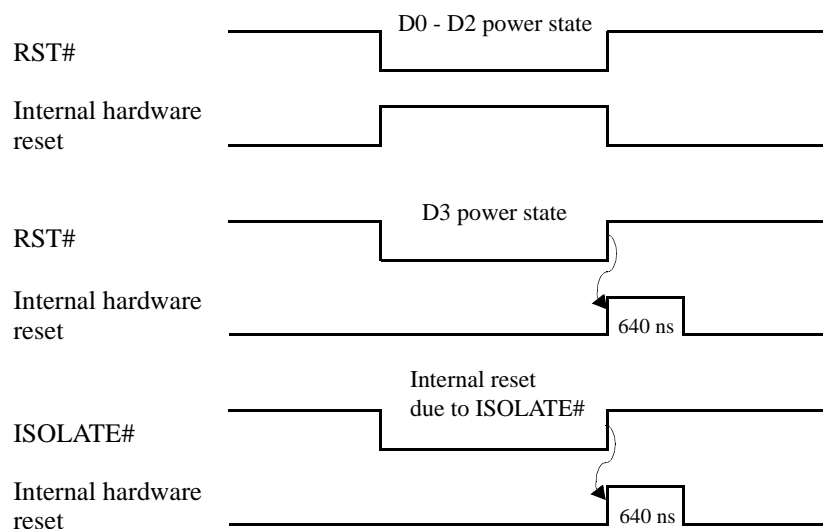 D0 - D2 power state
RST#
Internal hardware
reset
D3 power state
RST#
Internal hardware
reset
640 ns
Internal reset
due to ISOLATE#
ISOLATE#
Internal hardware
reset
640 ns